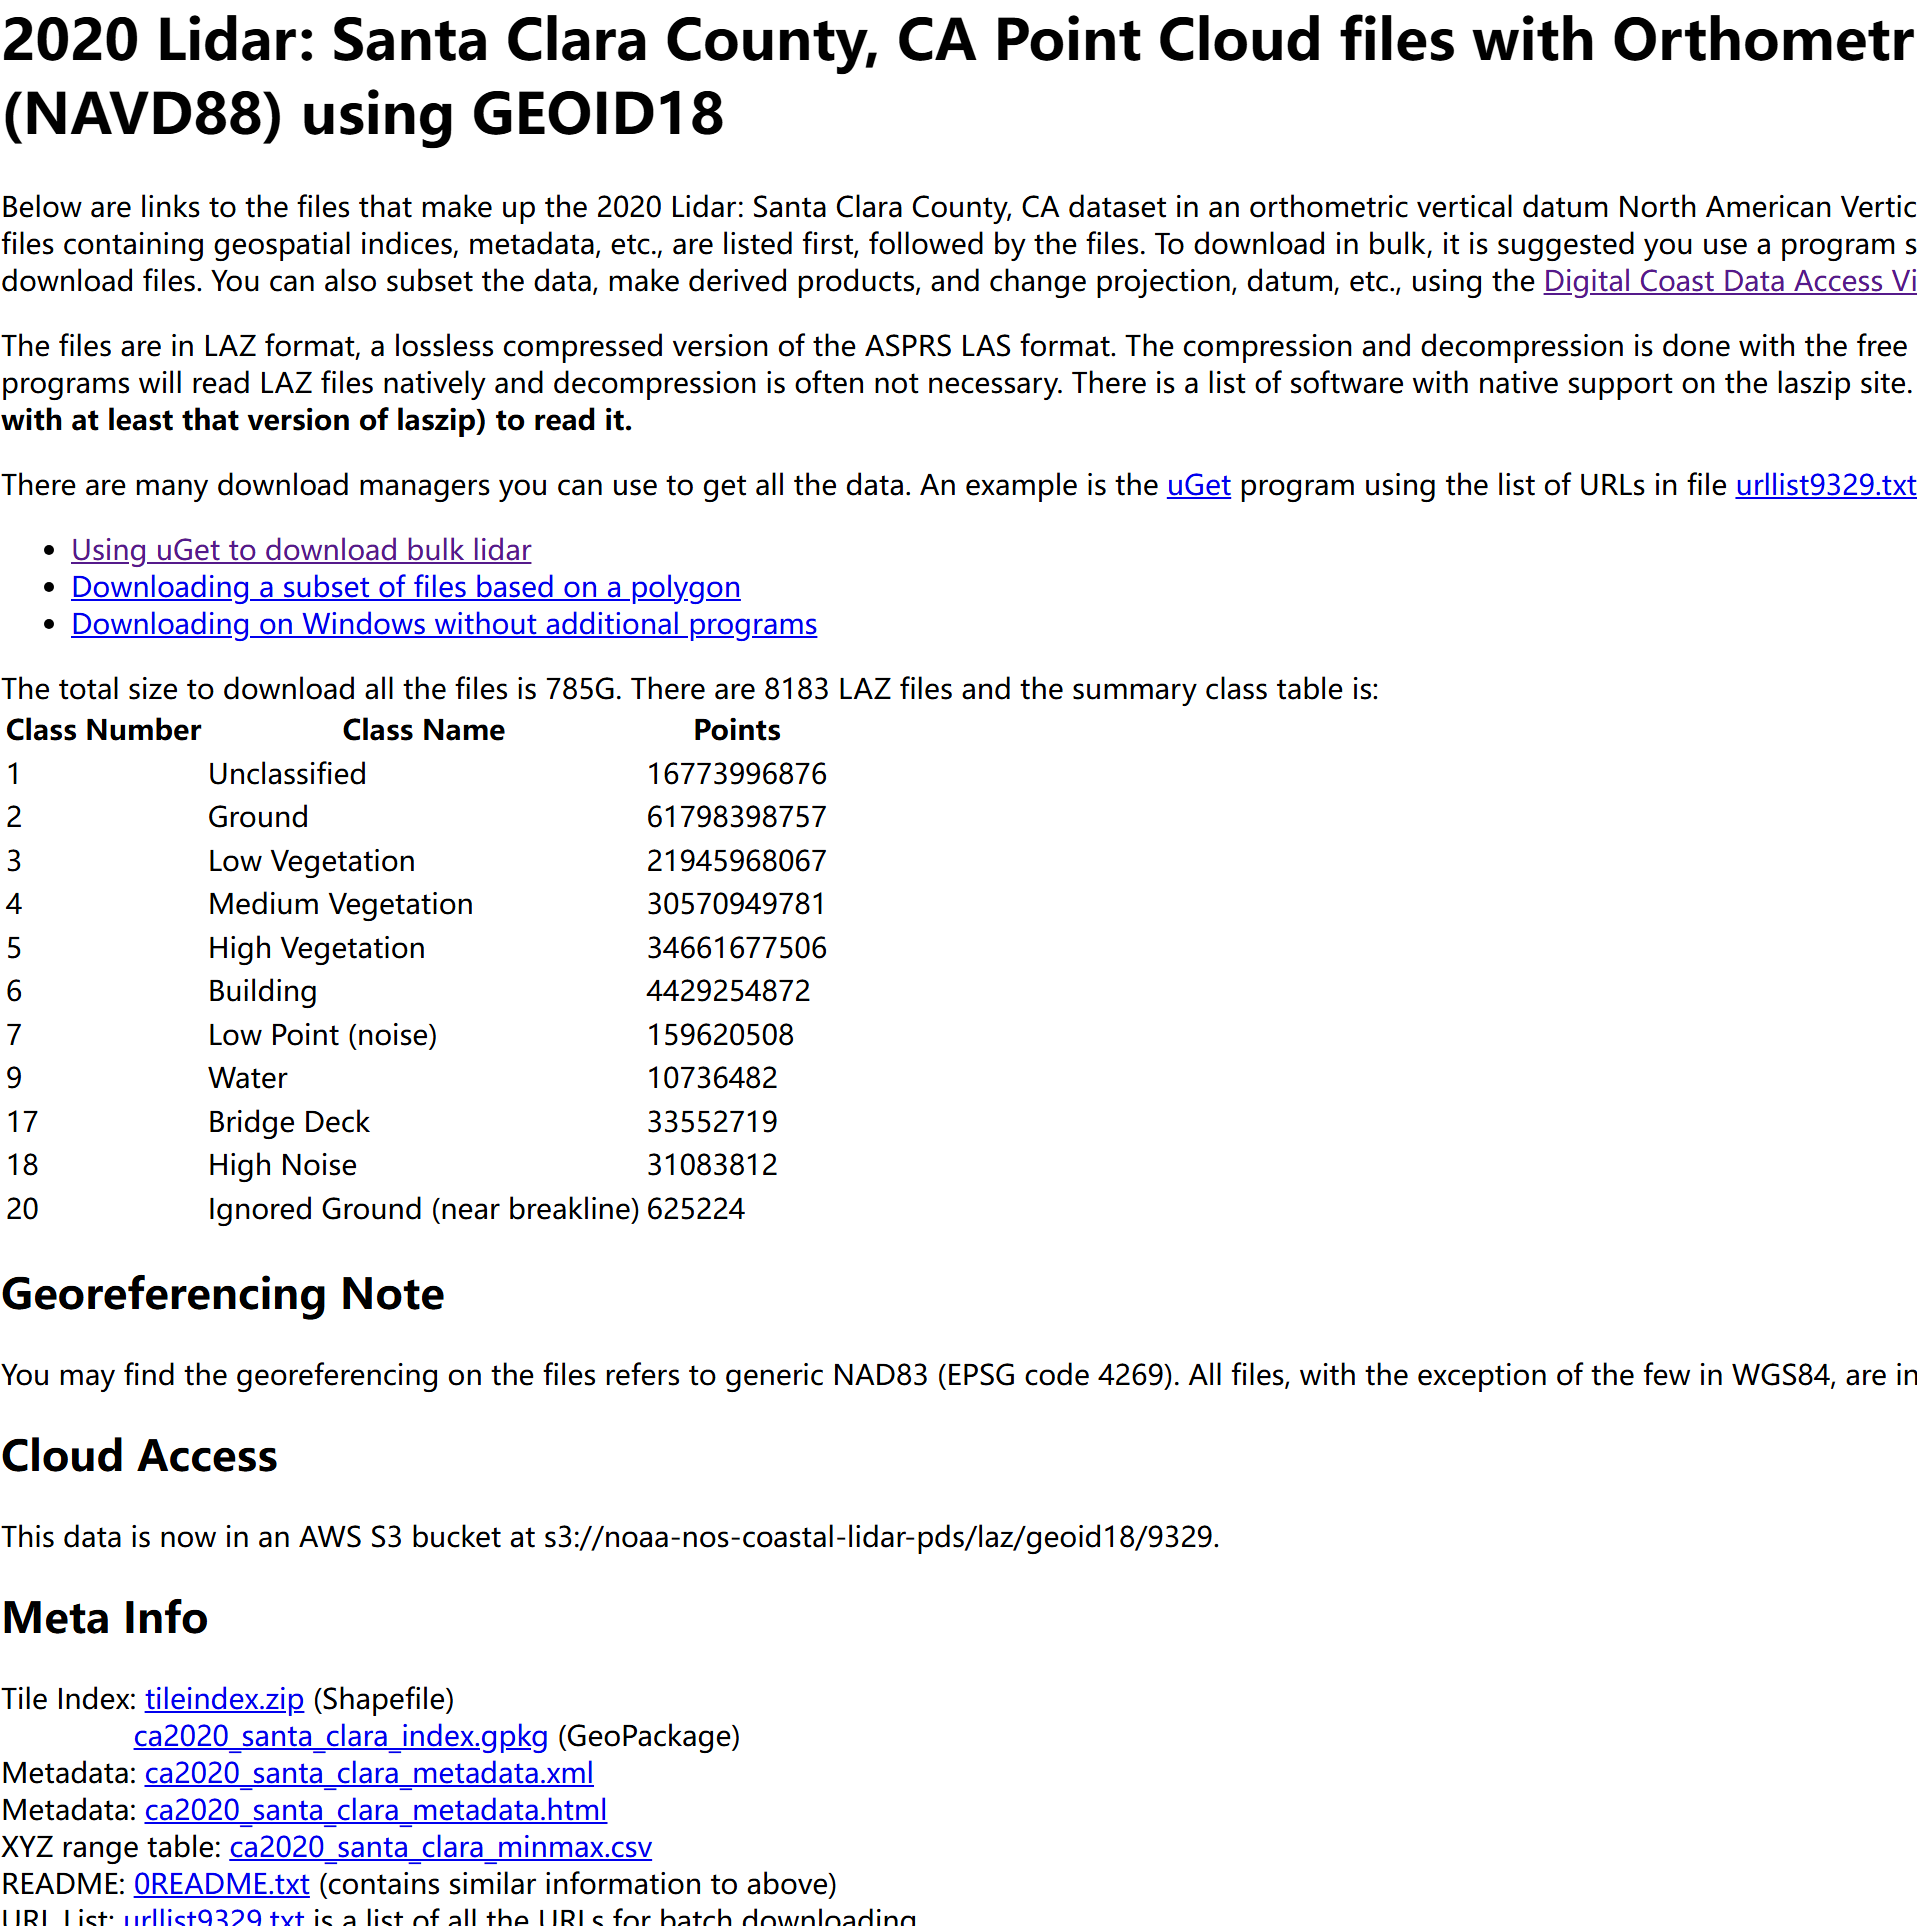 2020 Lidar: Santa Clara County, CA Point Cloud files with Orthometr
(NAVD88) using GEOID18
Below are links to the files that make up the 2020 Lidar: Santa Clara County, CA dataset in an orthometric vertical datum North American Vertic
files containing geospatial indices, metadata, etc., are listed first, followed by the files. To download in bulk, it is suggested you use a program s
download files. You can also subset the data, make derived products, and change projection, datum, etc., using the Digital Coast Data Access Vi
The files are in LAZ format, a lossless compressed version of the ASPRS LAS format. The compression and decompression is done with the free
programs will read LAZ files natively and decompression is often not necessary. There is a list of software with native support on the laszip site.
with at least that version of laszip) to read it.
There are many download managers you can use to get all the data. An example is the uGet program using the list of URLs in file urllist9329.txt
• Using uGet to download bulk lidar
• Downloading a subset of files based on a polygon
• Downloading on Windows without additional programs
The total size to download all the files is 785G. There are 8183 LAZ files and the summary class table is:
Class Number Class Name Points
1 Unclassified 16773996876
2 Ground 61798398757
3 Low Vegetation 21945968067
4 Medium Vegetation 30570949781
5 High Vegetation 34661677506
6 Building 4429254872
7 Low Point (noise) 159620508
9 Water 10736482
17 Bridge Deck 33552719
18 High Noise 31083812
20 Ignored Ground (near breakline) 625224
Georeferencing Note
You may find the georeferencing on the files refers to generic NAD83 (EPSG code 4269). All files, with the exception of the few in WGS84, are in
Cloud Access
This data is now in an AWS S3 bucket at s3://noaa-nos-coastal-lidar-pds/laz/geoid18/9329.
Meta Info
Tile Index: tileindex.zip (Shapefile)
ca2020_santa_clara_index.gpkg (GeoPackage)
Metadata: ca2020_santa_clara_metadata.xml
Metadata: ca2020_santa_clara_metadata.html
XYZ range table: ca2020_santa_clara_minmax.csv
README: 0README.txt (contains similar information to above)
URL List: urllist9329.txt is a list of all the URLs for batch downloading